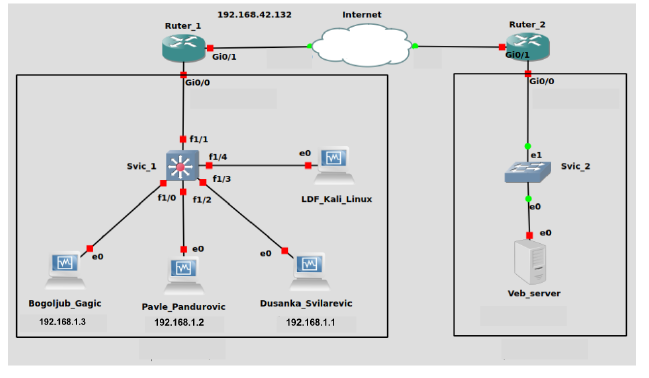 192.168.42.132
Internet
Ruter_1
Ruter_2
Gi0/1
Gi0/1
Gi0/0
Gi0/0
f1/1
e1
Svic_1
f1/4
e0
Svic_2
f1/3
f1/0
f1/2
LDF_Kali_Linux
e0
e0
e0
e0
e0
Bogoljub_Gagic
Pavle_Pandurovic
Dusanka_Svilarevic
Veb_server
192.168.1.3
192.168.1.2
192.168.1.1